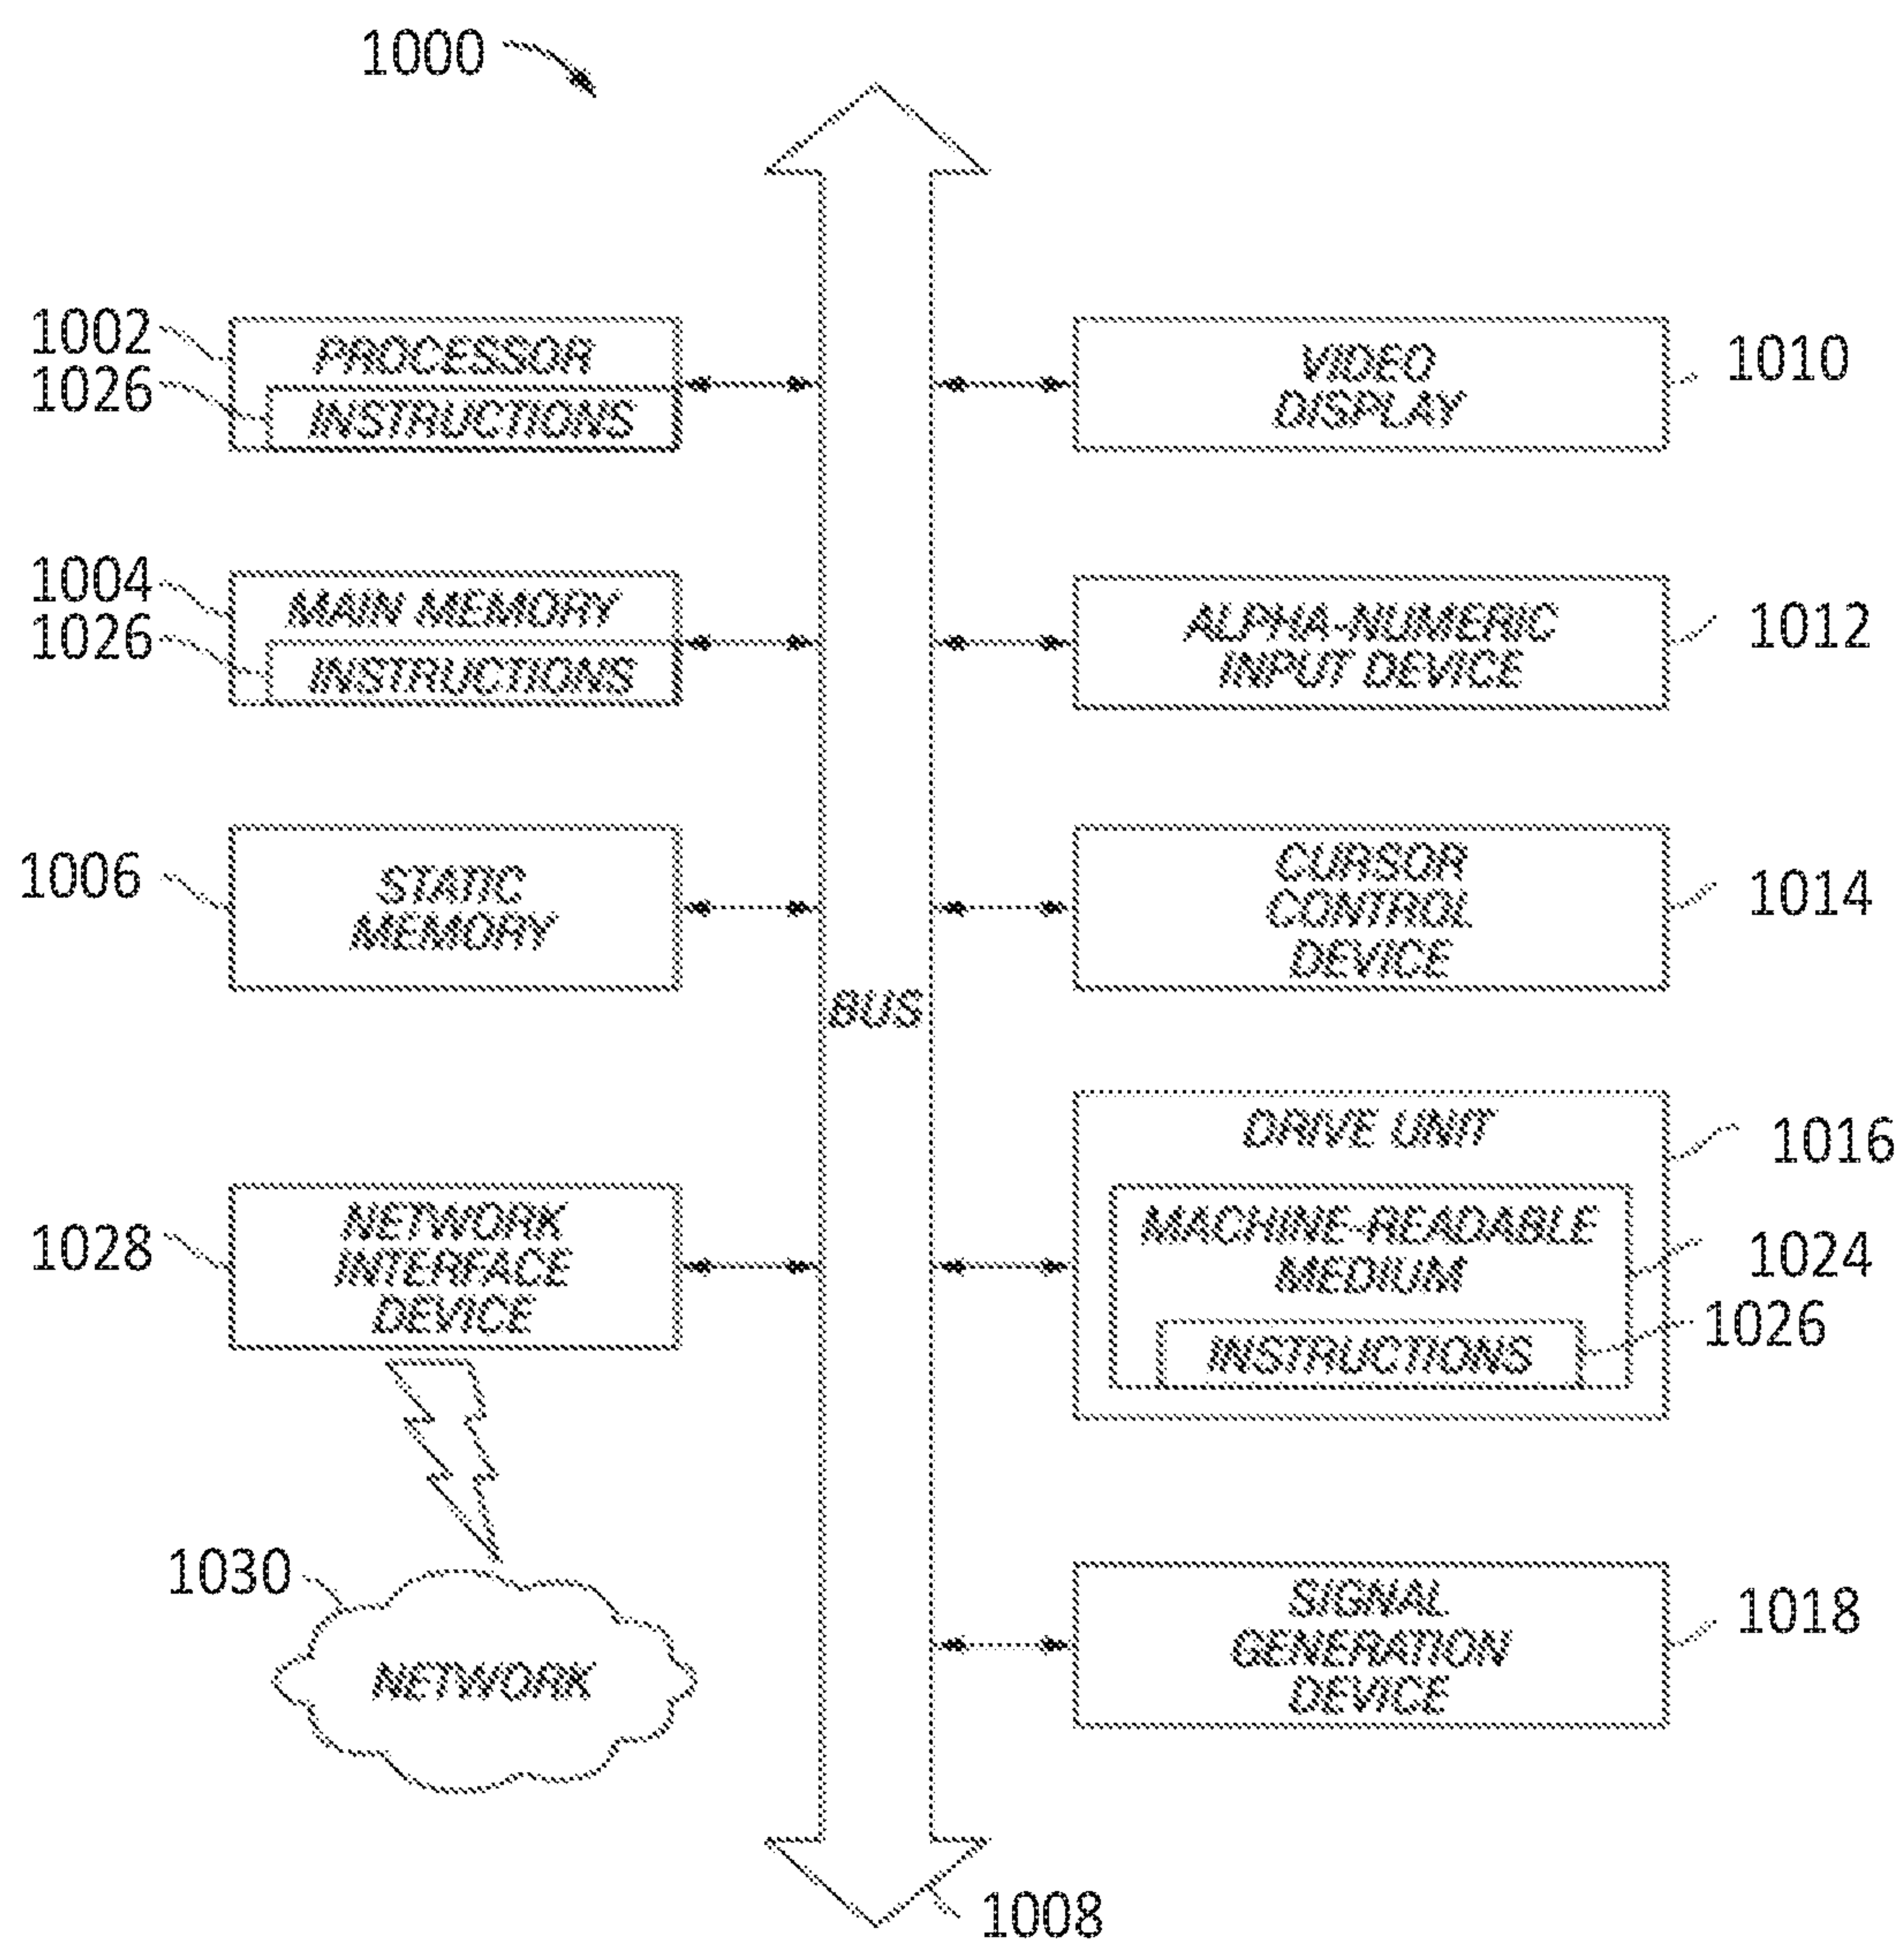 1000
1002
PROCESSOR
1026
INSTRUCTIONS
1004
MAIN MEMORY
1026
INSTRUCTIONS
1006
STATIC
MEMORY
1028
NETWORK
INTERFACE
DEVICE
1030
NETWORK
BUS
1008
VIDEO
DISPLAY
1010
ALPHA-NUMERIC
INPUT DEVICE
1012
CURSOR
CONTROL
DEVICE
1014
DRIVE UNIT
1016
MACHINE-READABLE
MEDIUM
1024
INSTRUCTIONS
1026
SIGNAL
GENERATION
DEVICE
1018